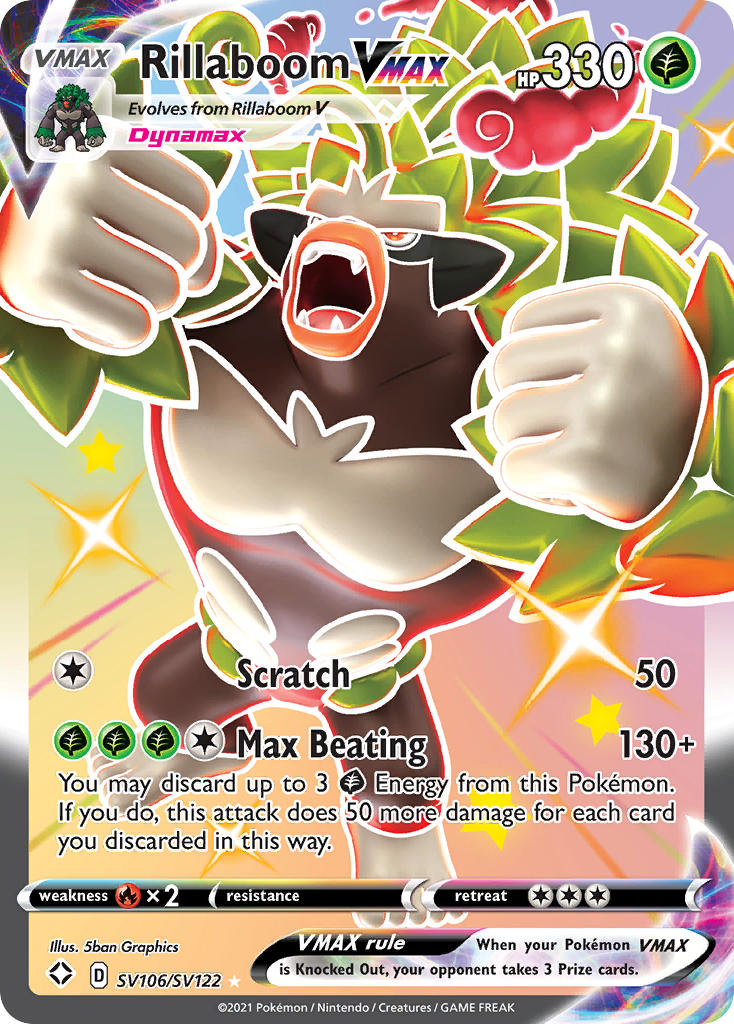 VMAX
Rillaboom VMAX
HP 330
Evolves from Rillaboom V
Dynamax
Scratch 50
Max Beating 130+
You may discard up to 3 Energy from this Pokémon.
If you do, this attack does 50 more damage for each card
you discarded in this way.
weakness ×2 resistance retreat
Illus. 5ban Graphics
VMAX rule When your Pokémon VMAX
is Knocked Out, your opponent takes 3 Prize cards.
D SV106/SV122
©2021 Pokémon / Nintendo / Creatures / GAME FREAK